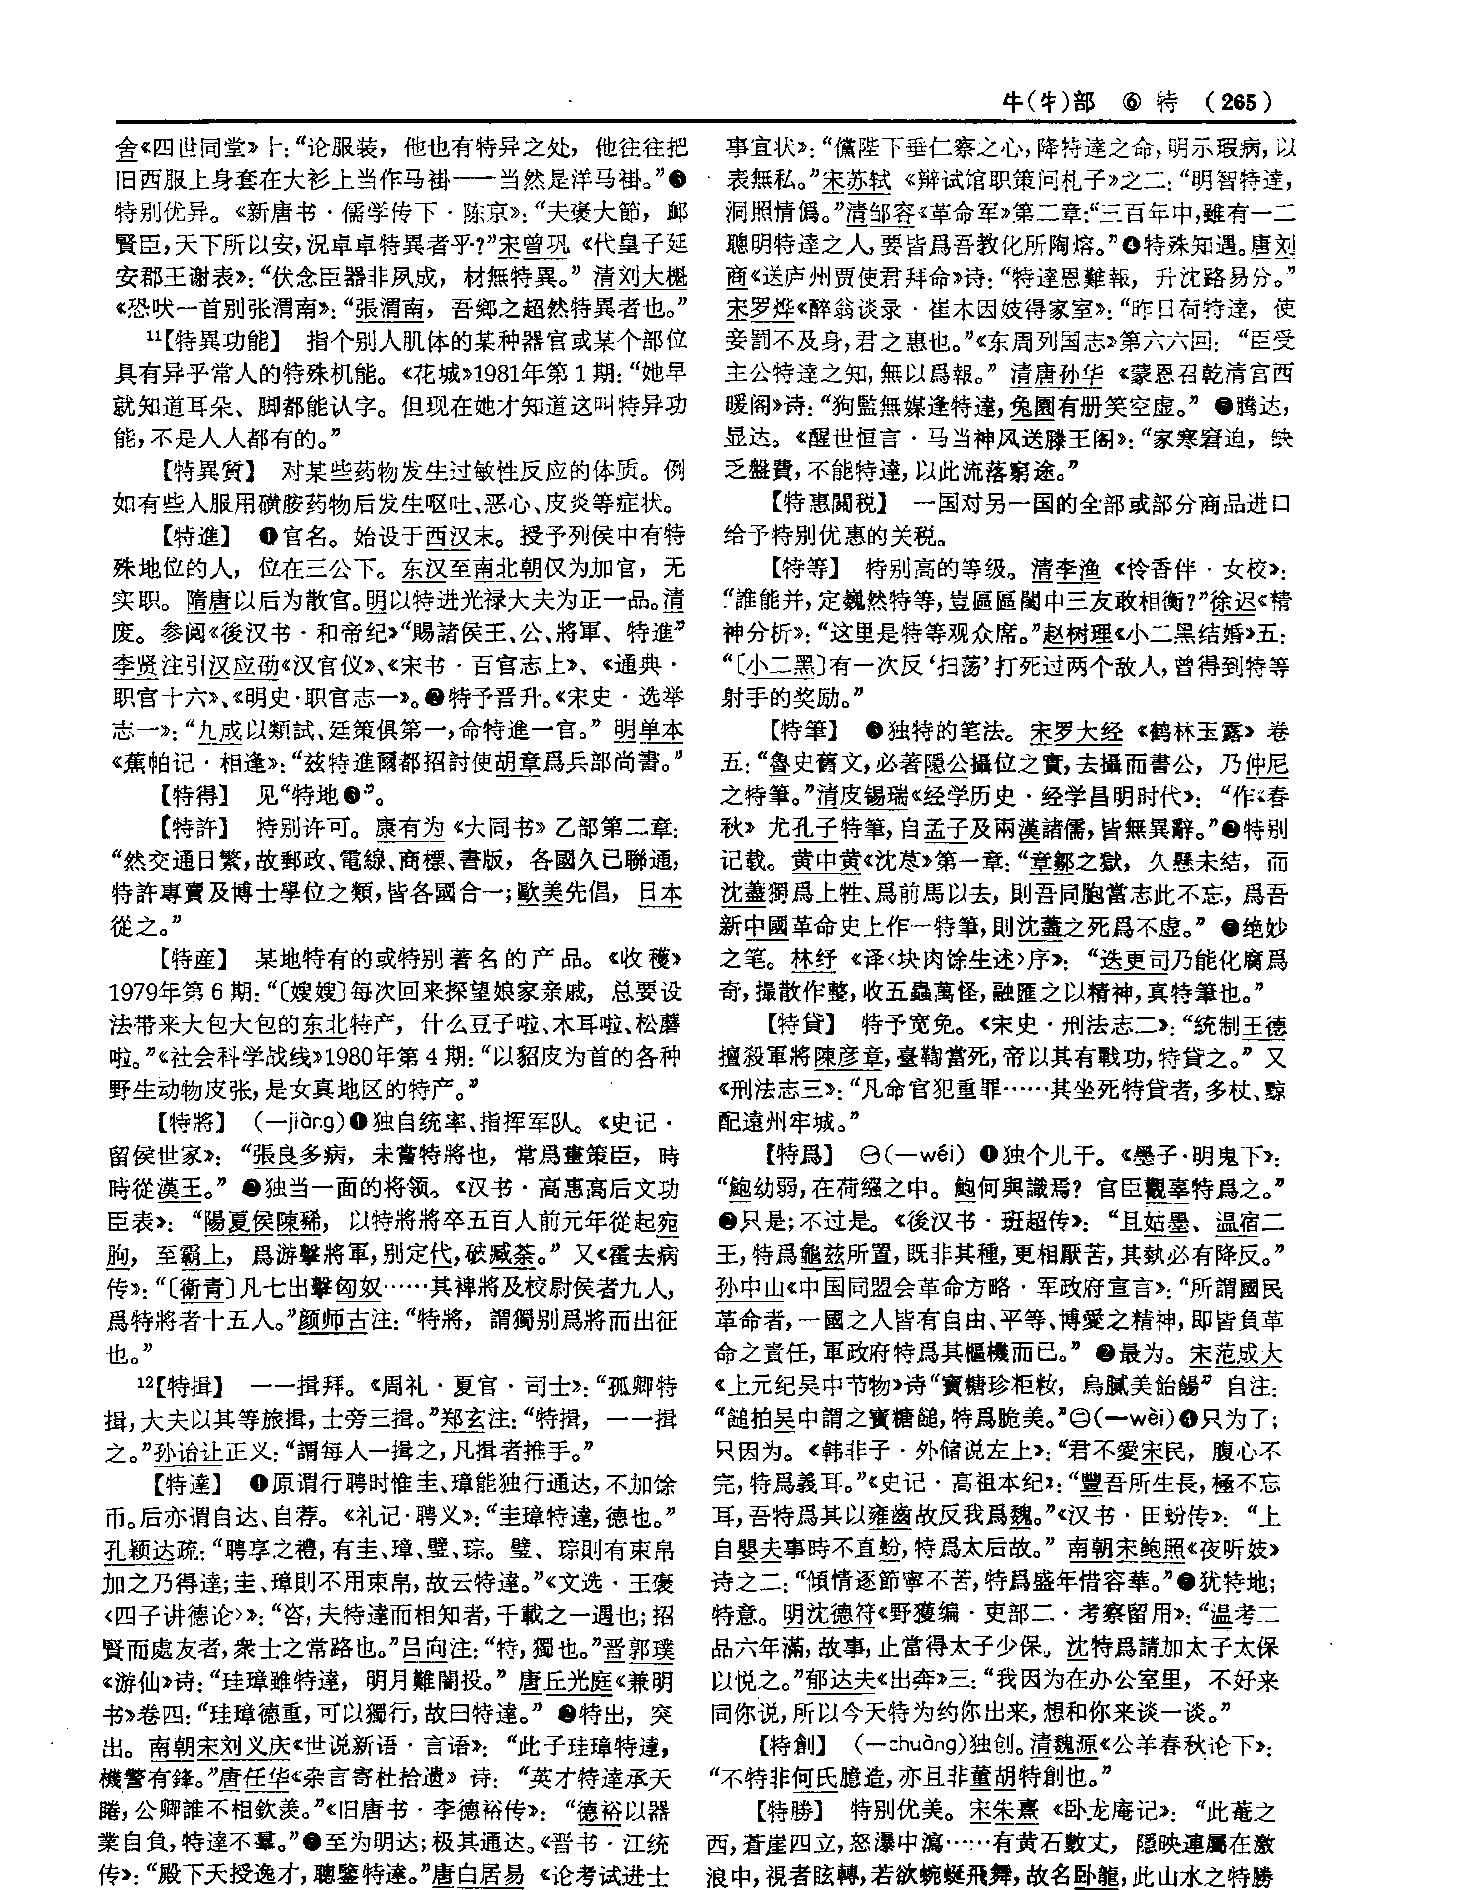 牛(牜)部 ⑥ 特 (265)
舍《四世同堂》上:“论服装，他也有特异之处，他往往把
旧西服上身套在大衫上当作马褂——当然是洋马褂。”❸
特别优异。《新唐书·儒学传下·陈京》:“夫褒大節，鄙
賢臣,天下所以安,況卓卓特異者乎?”宋曾巩《代皇子延
安郡王谢表》:“伏念臣器非夙成，材無特異。”清刘大櫆
《恐吠一首别张渭南》:“張渭南，吾鄉之超然特異者也。”
11【特異功能】 指个别人肌体的某种器官或某个部位
具有异乎常人的特殊机能。《花城》1981年第1期:“她早
就知道耳朵、脚都能认字。但现在她才知道这叫特异功
能,不是人人都有的。”
【特異質】 对某些药物发生过敏性反应的体质。例
如有些人服用磺胺药物后发生呕吐、恶心、皮炎等症状。
【特進】 ❶官名。始设于西汉末。授予列侯中有特
殊地位的人，位在三公下。东汉至南北朝仅为加官，无
实职。隋唐以后为散官。明以特进光禄大夫为正一品。清
废。参阅《後汉书·和帝纪》“賜諸侯王、公、將軍、特進”
李贤注引汉应劭《汉官仪》、《宋书·百官志上》、《通典·
职官十六》、《明史·职官志一》。❷特予晋升。《宋史·选举
志一》:“九成以類試、廷策俱第一,命特進一官。”明单本
《蕉帕记·相逢》:“兹特進爾都招討使胡章爲兵部尚書。”
【特得】 见“特地❸”。
【特許】 特别许可。康有为《大同书》乙部第二章:
“然交通日繁,故郵政、電線、商標、書版，各國久已聯通,
特許專賣及博士學位之類,皆各國合一;歐美先倡，日本
從之。”
【特産】 某地特有的或特别著名的产品。《收穫》
1979年第6期:“〔嫂嫂〕每次回来探望娘家亲戚，总要设
法带来大包大包的东北特产，什么豆子啦、木耳啦、松蘑
啦。”《社会科学战线》1980年第4期:“以貂皮为首的各种
野生动物皮张,是女真地区的特产。”
【特將】 (—jiàng)❶独自统率、指挥军队。《史记·
留侯世家》:“張良多病，未嘗特將也，常爲畫策臣，時
時從漢王。”❷独当一面的将领。《汉书·高惠高后文功
臣表》:“陽夏侯陳豨，以特將將卒五百人前元年從起宛
朐，至霸上，爲游擊將軍,别定代,破臧荼。”又《霍去病
传》:“〔衛青〕凡七出擊匈奴……其裨將及校尉侯者九人,
爲特將者十五人。”颜师古注:“特將，謂獨别爲將而出征
也。”
12【特揖】 一一揖拜。《周礼·夏官·司士》:“孤卿特
揖,大夫以其等旅揖,士旁三揖。”郑玄注:“特揖，一一揖
之。”孙诒让正义:“謂每人一揖之,凡揖者推手。”
【特達】 ❶原谓行聘时惟圭、璋能独行通达,不加馀
币。后亦谓自达、自荐。《礼记·聘义》:“圭璋特達,德也。”
孔颖达疏:“聘享之禮,有圭、璋、璧、琮。璧、琮則有束帛
加之乃得達;圭、璋則不用束帛,故云特達。”《文选·王褒
〈四子讲德论〉》:“咨,夫特達而相知者,千載之一遇也;招
賢而處友者,衆士之常路也。”吕向注:“特,獨也。”晋郭璞
《游仙》诗:“珪璋雖特達，明月難闇投。”唐丘光庭《兼明
书》卷四:“珪璋德重,可以獨行,故曰特達。”❷特出，突
出。南朝宋刘义庆《世说新语·言语》:“此子珪璋特達，
機警有鋒。”唐任华《杂言寄杜拾遗》诗:“英才特達承天
睠,公卿誰不相欽羡。”《旧唐书·李德裕传》:“德裕以器
業自負,特達不羣。”❸至为明达;极其通达。《晋书·江统
传》:“殿下天授逸才,聰鑒特達。”唐白居易《论考试进士
事宜状》:“儻陛下垂仁察之心,降特達之命,明示瑕病,以
表無私。”宋苏轼《辩试馆职策问札子》之二:“明智特達，
洞照情僞。”清邹容《革命军》第二章:“三百年中,雖有一二
聰明特達之人,要皆爲吾教化所陶熔。”❹特殊知遇。唐刘
商《送庐州贾使君拜命》诗:“特達恩難報，升沈路易分。”
宋罗烨《醉翁谈录·崔木因妓得家室》:“昨日荷特達，使
妾罰不及身,君之惠也。”《东周列国志》第六六回:“臣受
主公特達之知,無以爲報。”清唐孙华《蒙恩召乾清宫西
暖阁》诗:“狗監無媒逢特達,兔園有册笑空虚。”❺腾达,
显达。《醒世恒言·马当神风送滕王阁》:“家寒窘迫，缺
乏盤費,不能特達,以此流落窮途。”
【特惠關税】 一国对另一国的全部或部分商品进口
给予特别优惠的关税。
【特等】 特别高的等级。清李渔《怜香伴·女校》:
“誰能并,定巍然特等,豈區區閨中三友敢相衡?”徐迟《精
神分析》:“这里是特等观众席。”赵树理《小二黑结婚》五:
“〔小二黑〕有一次反‘扫荡’打死过两个敌人,曾得到特等
射手的奖励。”
【特筆】 ❶独特的笔法。宋罗大经《鹤林玉露》卷
五:“魯史舊文,必著隱公攝位之實,去攝而書公，乃仲尼
之特筆。”清皮锡瑞《经学历史·经学昌明时代》:“作《春
秋》尤孔子特筆,自孟子及兩漢諸儒,皆無異辭。”❷特别
记载。黄中黄《沈荩》第一章:“章鄒之獄，久懸未結，而
沈藎獨爲上牲、爲前馬以去，則吾同胞當志此不忘，爲吾
新中國革命史上作一特筆,則沈藎之死爲不虚。”❸绝妙
之笔。林纾《译〈块肉馀生述〉序》:“迭更司乃能化腐爲
奇,撮散作整,收五蟲萬怪,融匯之以精神,真特筆也。”
【特貸】 特予宽免。《宋史·刑法志二》:“統制王德
擅殺軍將陳彦章,臺鞫當死,帝以其有戰功,特貸之。”又
《刑法志三》:“凡命官犯重罪……其坐死特貸者,多杖、黥
配遠州牢城。”
【特爲】 ㊀(—wéi) ❶独个儿干。《墨子·明鬼下》:
“鮑幼弱,在荷繦之中。鮑何與識焉?官臣觀辜特爲之。”
❷只是;不过是。《後汉书·班超传》:“且姑墨、温宿二
王,特爲龜兹所置,既非其種,更相厭苦,其埶必有降反。”
孙中山《中国同盟会革命方略·军政府宣言》:“所謂國民
革命者,一國之人皆有自由、平等、博愛之精神,即皆負革
命之責任,軍政府特爲其樞機而已。”❷最为。宋范成大
《上元纪吴中节物》诗“寶糖珍粔籹，烏膩美飴餳”自注:
“䭔拍吴中謂之寶糖䭔,特爲脆美。”㊁(—wèi)❹只为了;
只因为。《韩非子·外储说左上》:“君不愛宋民，腹心不
完,特爲義耳。”《史记·高祖本纪》:“豐吾所生長,極不忘
耳,吾特爲其以雍齒故反我爲魏。”《汉书·田蚡传》:“上
自嬰夫事時不直蚡,特爲太后故。”南朝宋鲍照《夜听妓》
诗之二:“傾情逐節寧不苦,特爲盛年惜容華。”❷犹特地;
特意。明沈德符《野獲编·吏部二·考察留用》:“温考二
品六年滿,故事,止當得太子少保。沈特爲請加太子太保
以悦之。”郁达夫《出奔》三:“我因为在办公室里，不好来
同你说,所以今天特为约你出来,想和你来谈一谈。”
【特創】 (—chuàng)独创。清魏源《公羊春秋论下》:
“不特非何氏臆造,亦且非董胡特創也。”
【特勝】 特别优美。宋朱熹《卧龙庵记》:“此菴之
西,蒼崖四立,怒瀑中瀉……有黄石數丈，隱映連屬在激
浪中,視者眩轉,若欲蜿蜒飛舞,故名卧龍,此山水之特勝